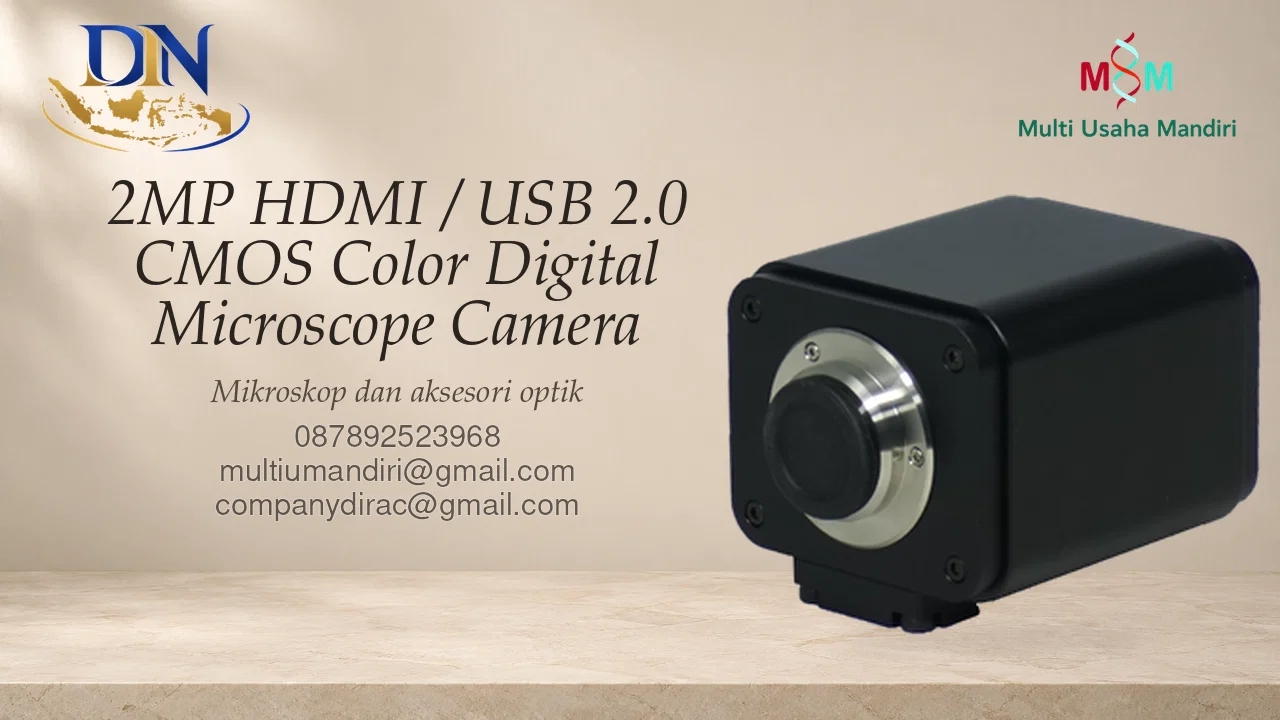 DIN
MSM
Multi Usaha Mandiri
2MP HDMI / USB 2.0
CMOS Color Digital
Microscope Camera
Mikroskop dan aksesori optik
087892523968
multiumandiri@gmail.com
companydirac@gmail.com